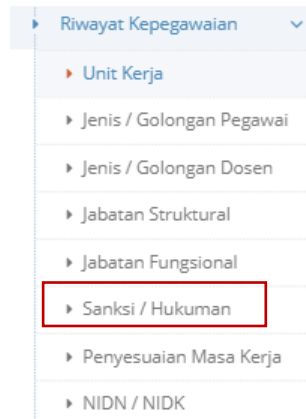 Riwayat Kepegawaian
Unit Kerja
Jenis / Golongan Pegawai
Jenis / Golongan Dosen
Jabatan Struktural
Jabatan Fungsional
Sanksi / Hukuman
Penyesuaian Masa Kerja
NIDN / NIDK